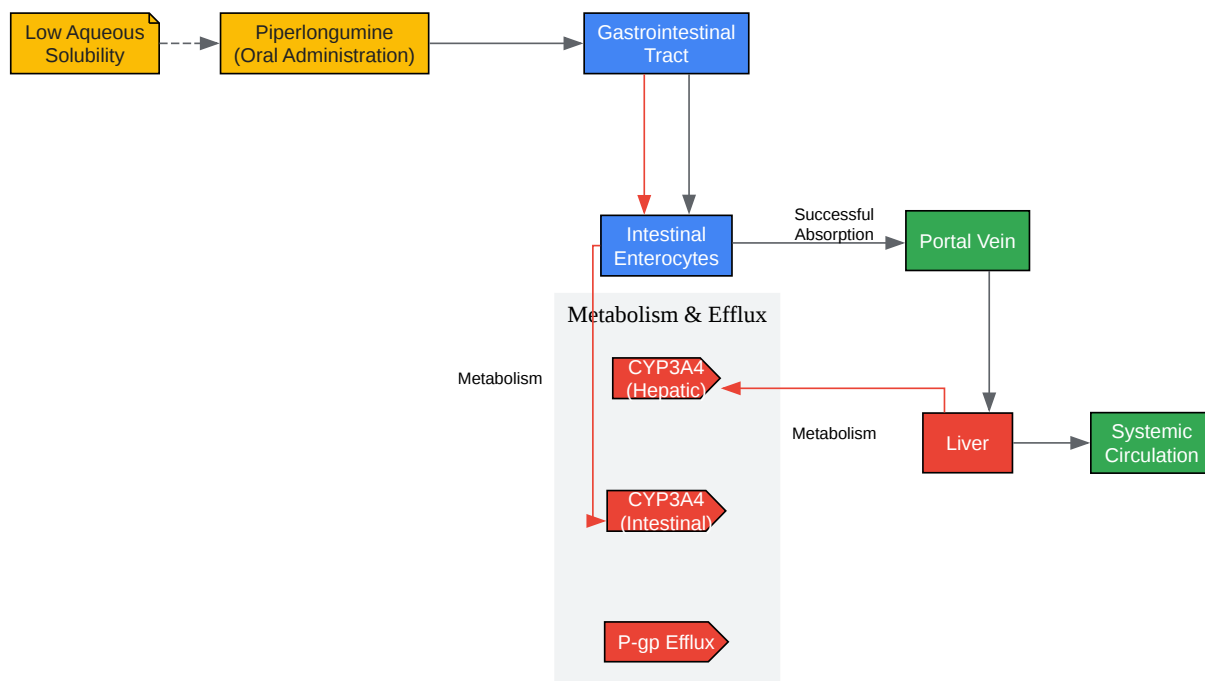 Low Aqueous
Solubility
Piperlongumine
(Oral Administration)
Gastrointestinal
Tract
Intestinal
Enterocytes
Successful
Absorption
Portal Vein
Metabolism & Efflux
CYP3A4
(Hepatic)
Metabolism
Metabolism
Liver
Systemic
Circulation
CYP3A4
(Intestinal)
P-gp Efflux